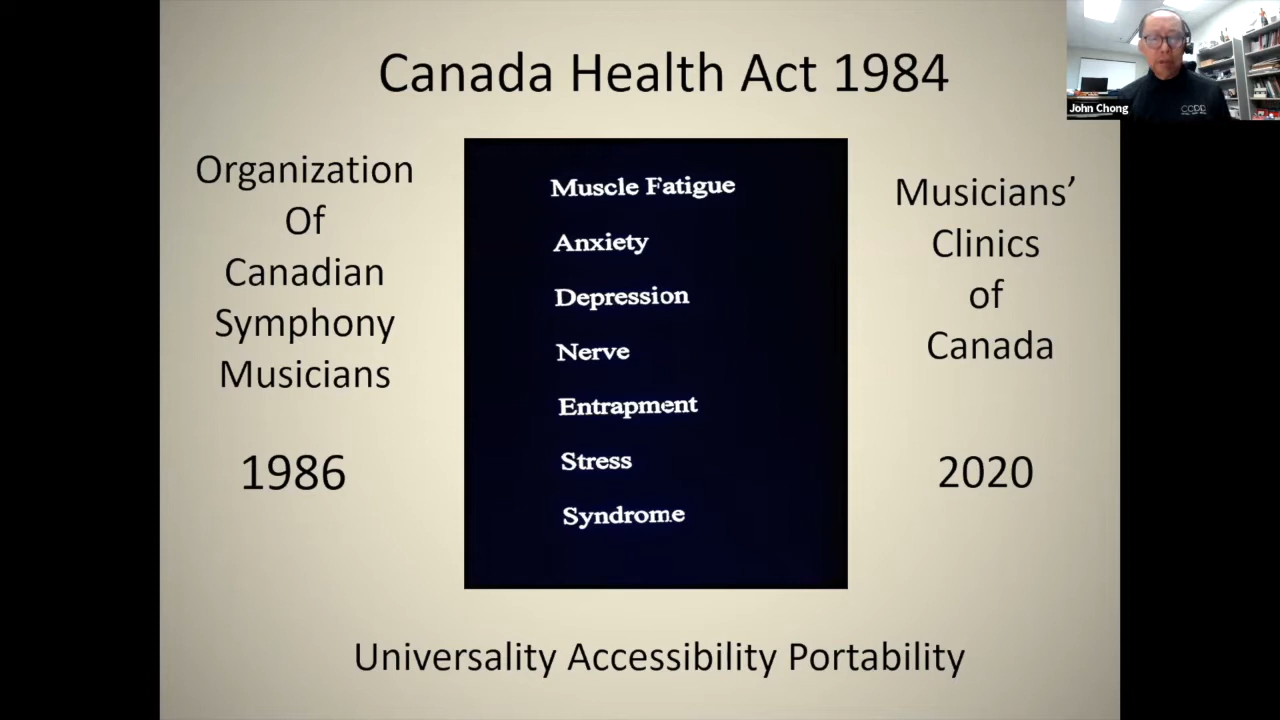 Canada Health Act 1984
Organization
Of
Canadian
Symphony
Musicians
1986
Muscle Fatigue
Anxiety
Depression
Nerve
Entrapment
Stress
Syndrome
Musicians’
Clinics
of
Canada
2020
Universality Accessibility Portability
John Chong